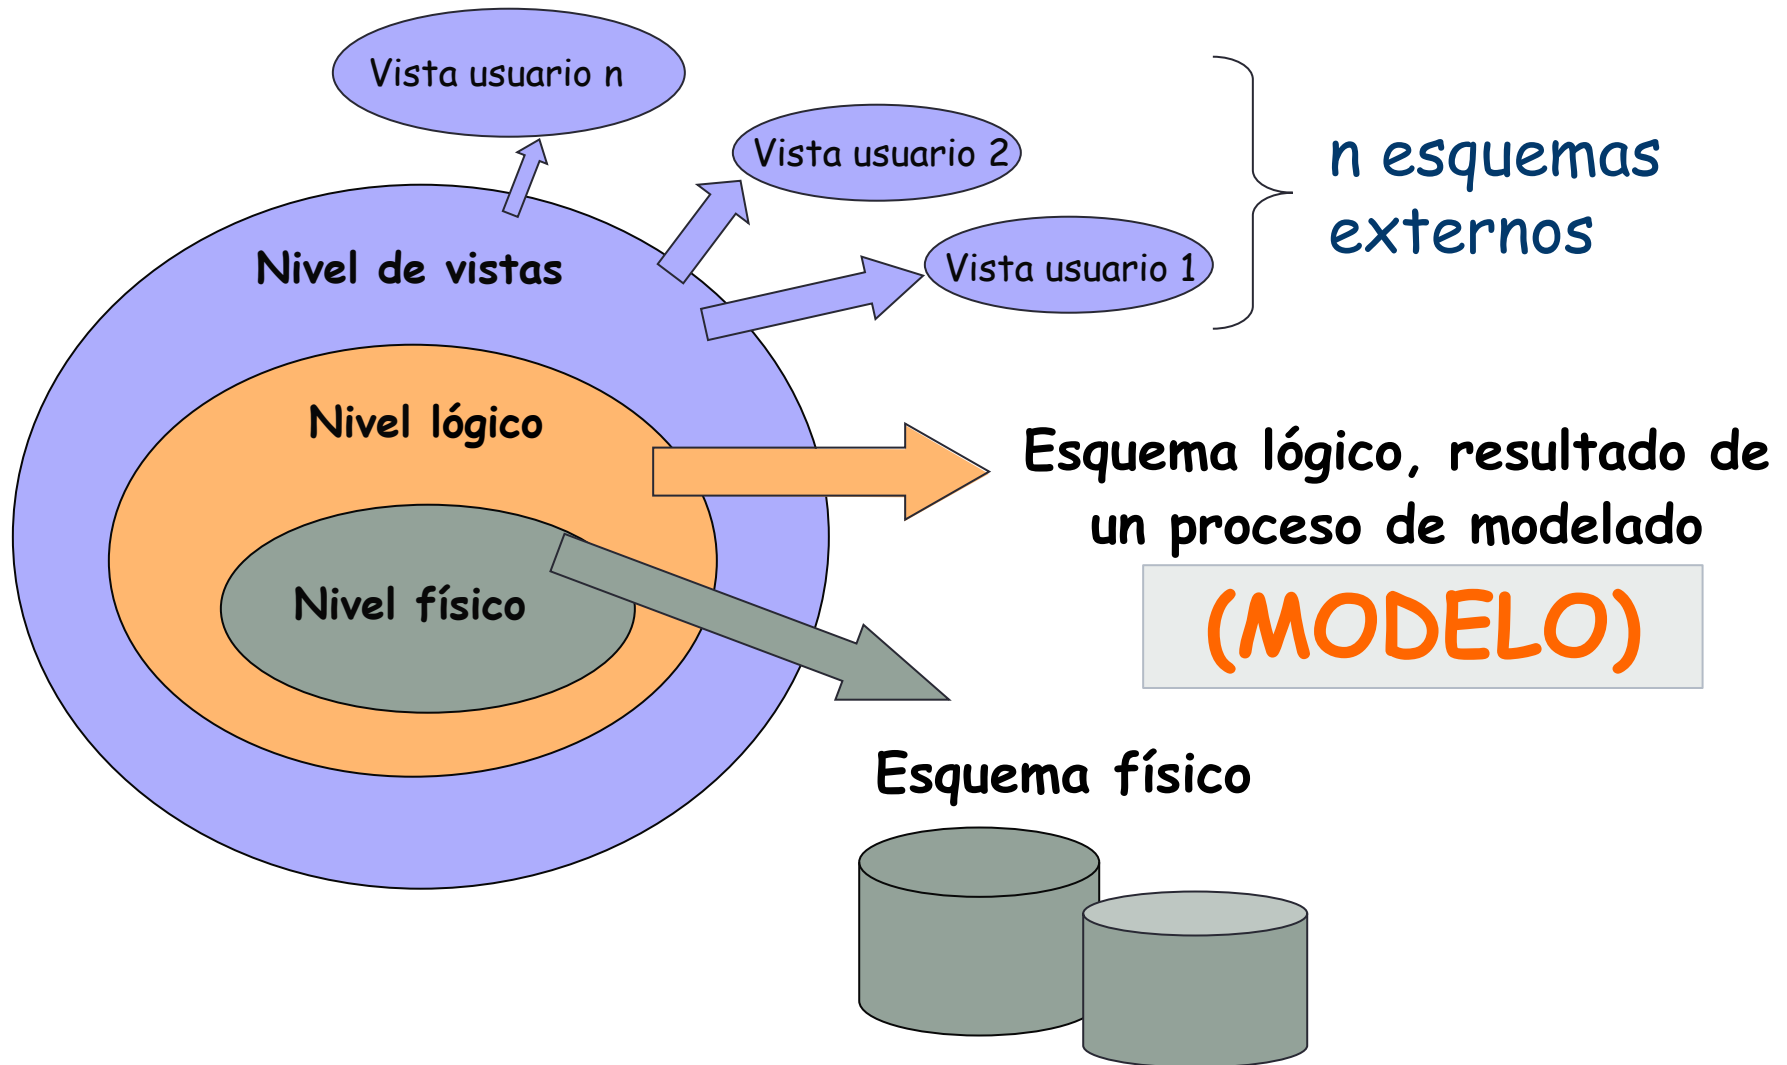 Vista usuario n
Vista usuario 2
Vista usuario 1
n esquemas
externos
Nivel de vistas
Nivel lógico
Nivel físico
Esquema lógico, resultado de
un proceso de modelado
(MODELO)
Esquema físico